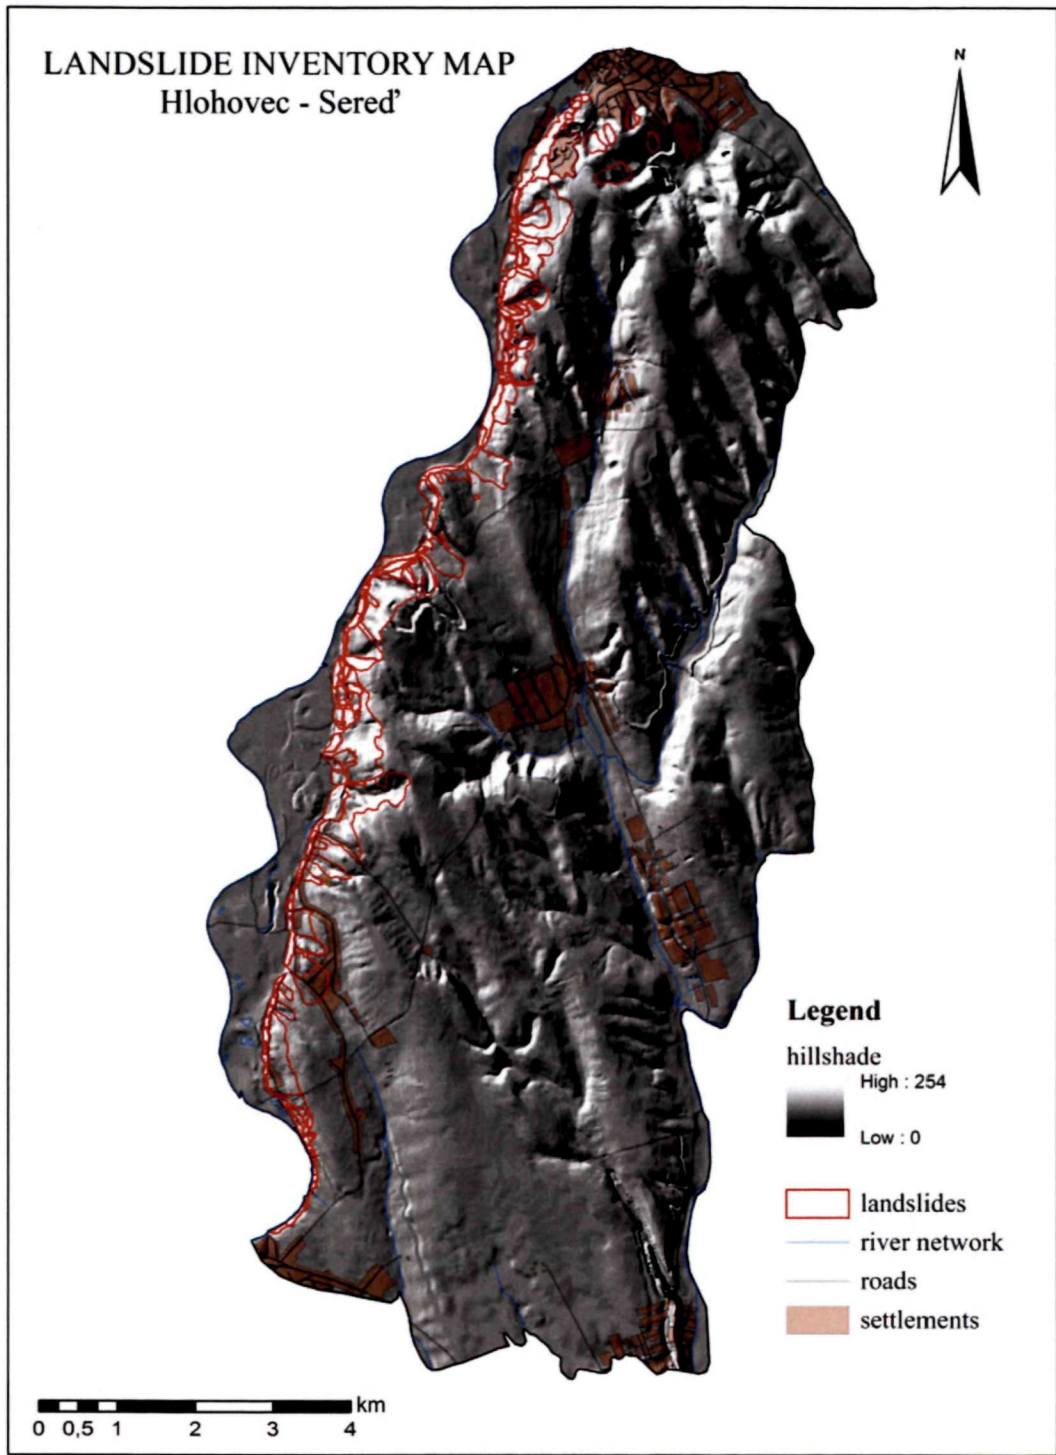 LANDSLIDE INVENTORY MAP
Hlohovec - Sereď
N
Legend
hillshade
High : 254
Low : 0
landslides
river network
roads
settlements
km
0 0,5 1 2 3 4